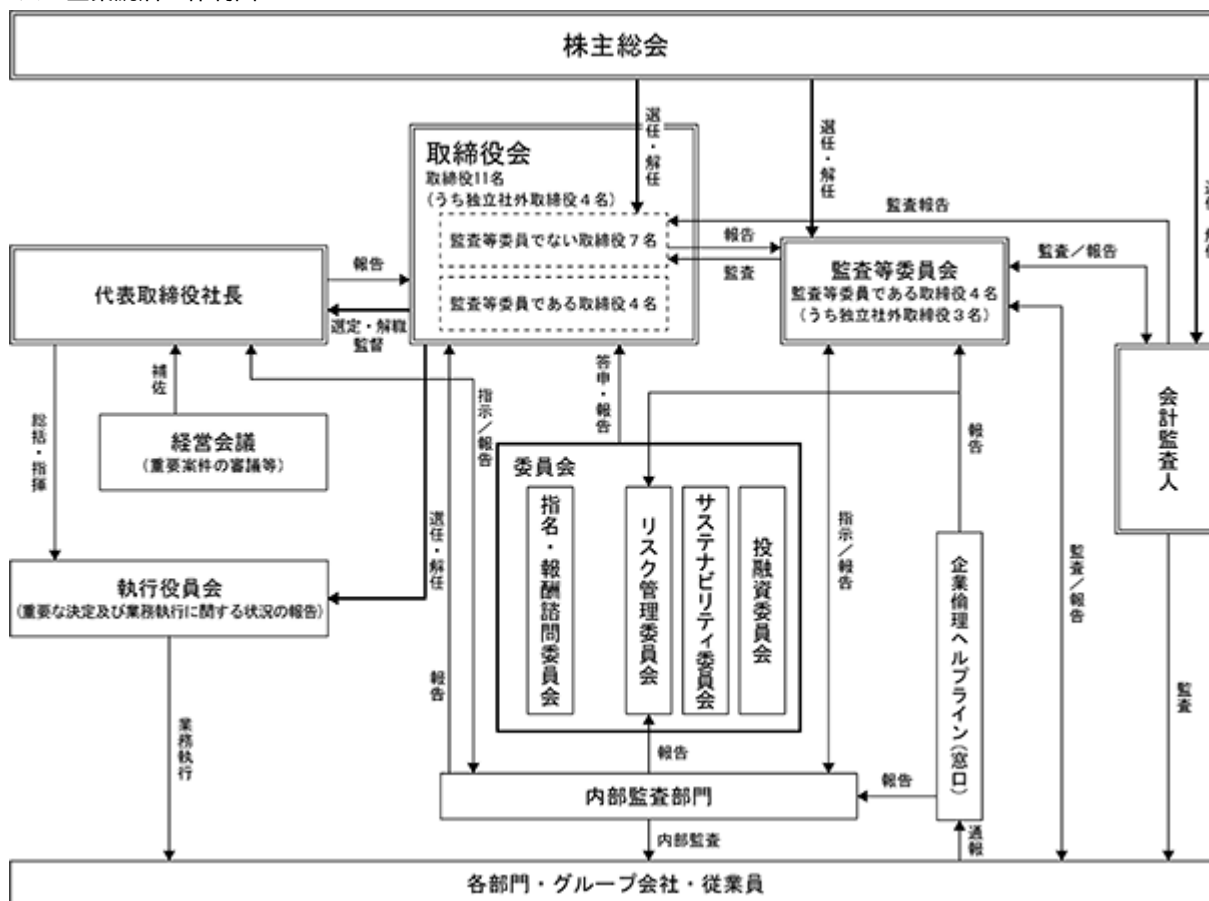 株主総会
選任・解任
選任・解任
取締役会
取締役11名
(うち独立社外取締役4名)
監査等委員でない取締役7名
監査等委員である取締役4名
監査報告
報告
監査
監査等委員会
監査等委員である取締役4名
(うち独立社外取締役3名)
監査/報告
代表取締役社長
報告
選定・解職
監督
補佐
経営会議
(重要案件の審議等)
総括・指揮
指示/報告
答申・報告
報告
会計監査人
委員会
指名・報酬諮問委員会
リスク管理委員会
サステナビリティ委員会
投融資委員会
選任・解任
指示/報告
監査/報告
執行役員会
(重要な決定及び業務執行に関する状況の報告)
企業倫理ヘルプライン(窓口)
報告
業務執行
監査
報告
内部監査部門
報告
内部監査
通報
各部門・グループ会社・従業員